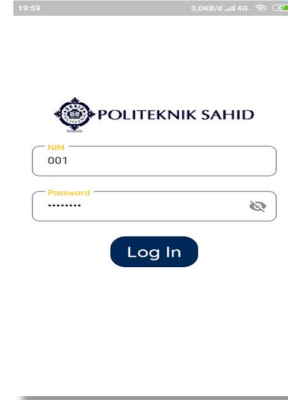 19:59 0,0KB/d 4G
POLITEKNIK SAHID
NIM
001
Password
........
Log In